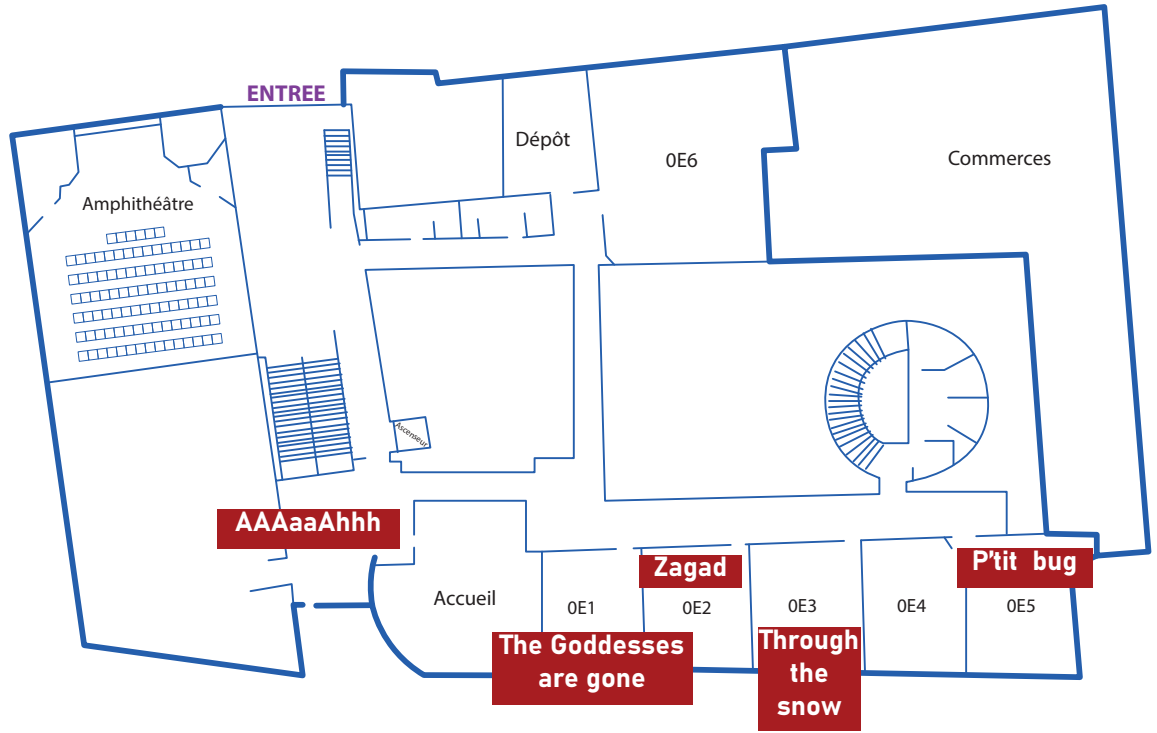 ENTREE
Dépôt
0E6
Commerces
Amphithéâtre
Ascenseur
AAAaaAhhh
Zagad
P'tit bug
Accueil
0E1
0E2
0E3
0E4
0E5
The Goddesses
are gone
Through
the
snow